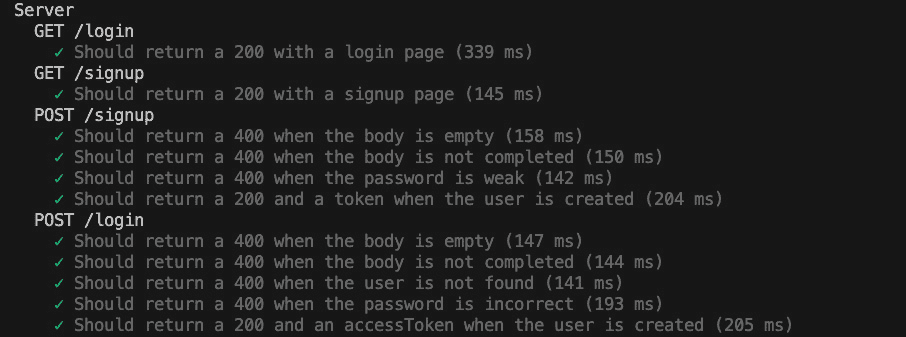 Server
GET /login
✓ Should return a 200 with a login page (339 ms)
GET /signup
✓ Should return a 200 with a signup page (145 ms)
POST /signup
✓ Should return a 400 when the body is empty (158 ms)
✓ Should return a 400 when the body is not completed (150 ms)
✓ Should return a 400 when the password is weak (142 ms)
✓ Should return a 200 and a token when the user is created (204 ms)
POST /login
✓ Should return a 400 when the body is empty (147 ms)
✓ Should return a 400 when the body is not completed (144 ms)
✓ Should return a 400 when the user is not found (141 ms)
✓ Should return a 400 when the password is incorrect (193 ms)
✓ Should return a 200 and an accessToken when the user is created (205 ms)